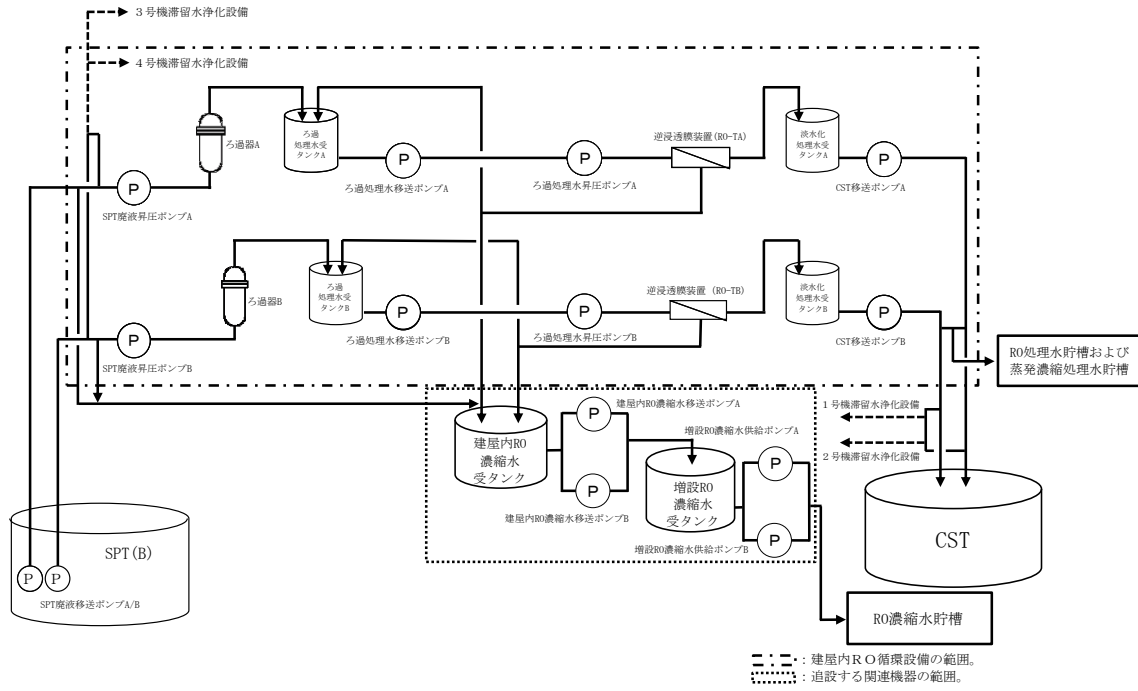 ３号機滞留水浄化設備
４号機滞留水浄化設備
ろ過器A
ろ過
処理水受
タンクA
P
ろ過処理水移送ポンプA
P
ろ過処理水昇圧ポンプA
逆浸透膜装置(RO-TA)
淡水化
処理水受
タンクA
P
CST移送ポンプA
P
SPT廃液昇圧ポンプA
ろ過器B
ろ過
処理水受
タンクB
P
ろ過処理水移送ポンプB
P
ろ過処理水昇圧ポンプB
逆浸透膜装置 (RO-TB)
淡水化
処理水受
タンクB
P
CST移送ポンプB
P
SPT廃液昇圧ポンプB
RO処理水貯槽および
蒸発濃縮処理水貯槽
建屋内RO
濃縮水
受タンク
P
建屋内RO濃縮水移送ポンプA
P
建屋内RO濃縮水移送ポンプB
増設RO
濃縮水
受タンク
増設RO濃縮水供給ポンプA
P
P
増設RO濃縮水供給ポンプB
1号機滞留水浄化設備
2号機滞留水浄化設備
CST
SPT(B)
P
P
SPT廃液移送ポンプA/B
RO濃縮水貯槽
：建屋内ＲＯ循環設備の範囲。
：追設する関連機器の範囲。